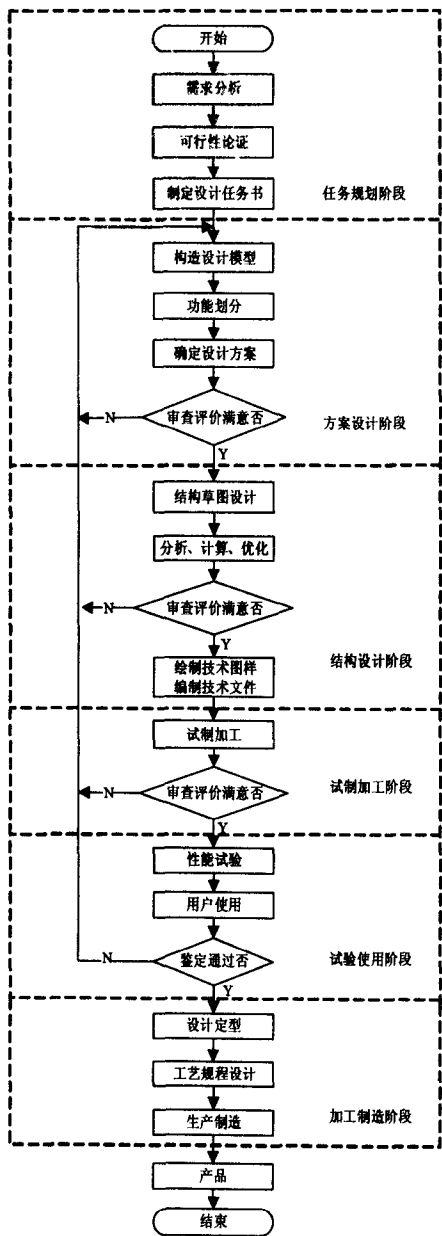 开始
需求分析
可行性论证
制定设计任务书
任务规划阶段
构造设计模型
功能划分
确定设计方案
审查评价满意否
N
方案设计阶段
Y
结构草图设计
分析、计算、优化
审查评价满意否
N
Y
结构设计阶段
绘制技术图样
编制技术文件
试制加工
试制加工阶段
审查评价满意否
N
Y
性能试验
用户使用
鉴定通过否
N
试验使用阶段
Y
设计定型
工艺规程设计
生产制造
加工制造阶段
产品
结束